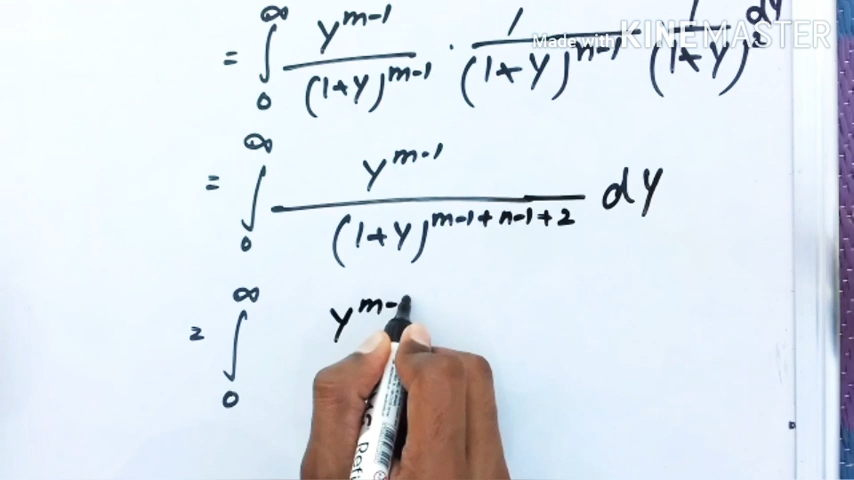 = ∫₀^∞ y^(m-1)/(1+y)^(m-1) · 1/(1+y)^(n-1) 1/(1+y)^2 dy
Made with KINEMASTER
= ∫₀^∞ y^(m-1)/(1+y)^(m-1+n-1+2) dy
= ∫₀^∞ y^(m-